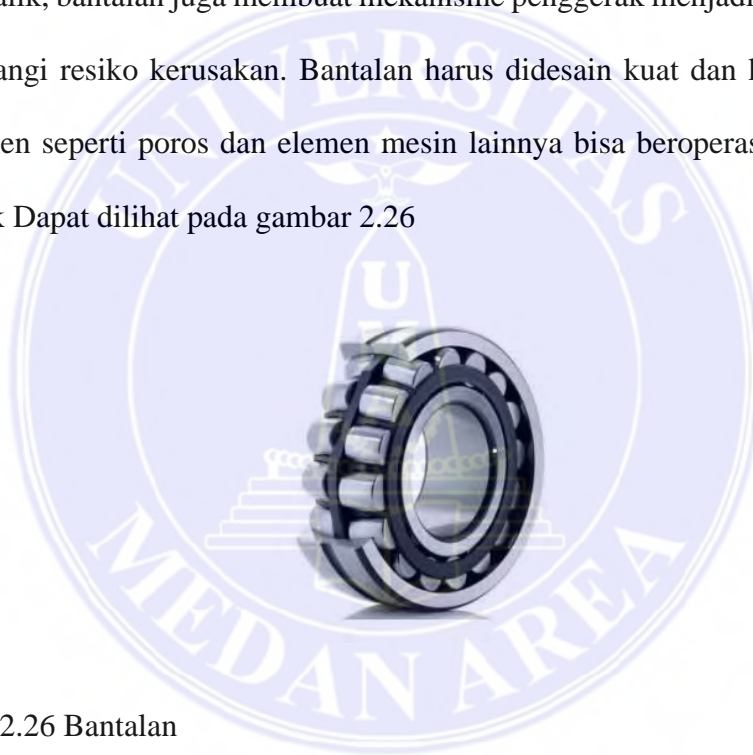 alik, bantalan juga membuat mekanisme penggerak menjadi
angi resiko kerusakan. Bantalan harus didesain kuat dan
en seperti poros dan elemen mesin lainnya bisa beroperas
k Dapat dilihat pada gambar 2.26
UNIVERSITAS
U
MEDAN AREA
2.26 Bantalan